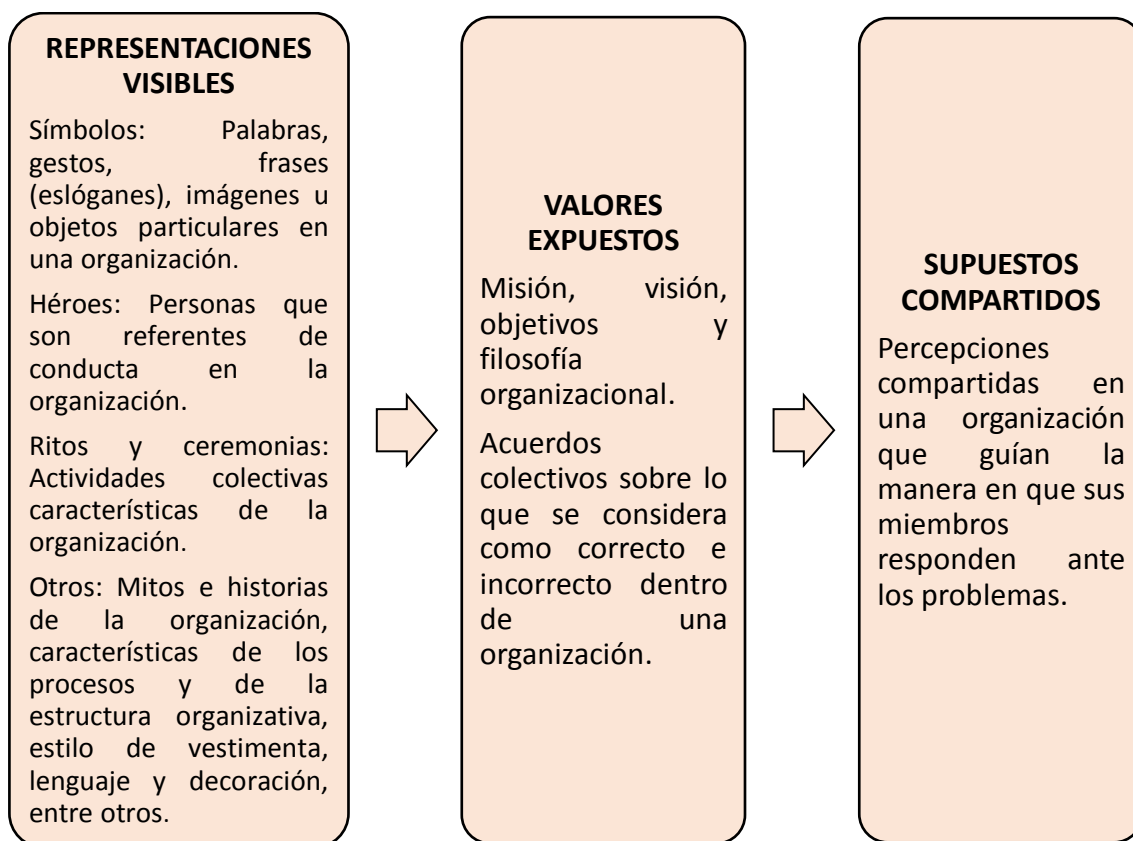 REPRESENTACIONES
VISIBLES
Símbolos: Palabras,
gestos, frases
(eslóganes), imágenes u
objetos particulares en
una organización.
Héroes: Personas que
son referentes de
conducta en la
organización.
Ritos y ceremonias:
Actividades colectivas
características de la
organización.
Otros: Mitos e historias
de la organización,
características de los
procesos y de la
estructura organizativa,
estilo de vestimenta,
lenguaje y decoración,
entre otros.
VALORES
EXPUESTOS
Misión, visión,
objetivos y
filosofía
organizacional.
Acuerdos
colectivos sobre lo
que se considera
como correcto e
incorrecto dentro
de una
organización.
SUPUESTOS
COMPARTIDOS
Percepciones
compartidas en
una organización
que guían la
manera en que sus
miembros
responden ante
los problemas.